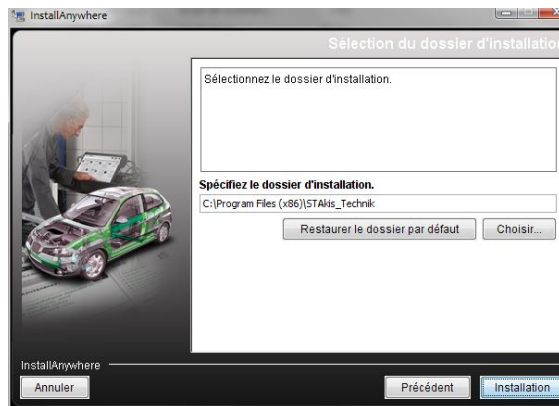 InstallAnywhere
Sélection du dossier d'installation
Sélectionnez le dossier d'installation.
Spécifiez le dossier d'installation.
C:\Program Files (x86)\STAkis_Technik
Restaurer le dossier par défaut
Choisir...
InstallAnywhere
Annuler
Précédent
Installation